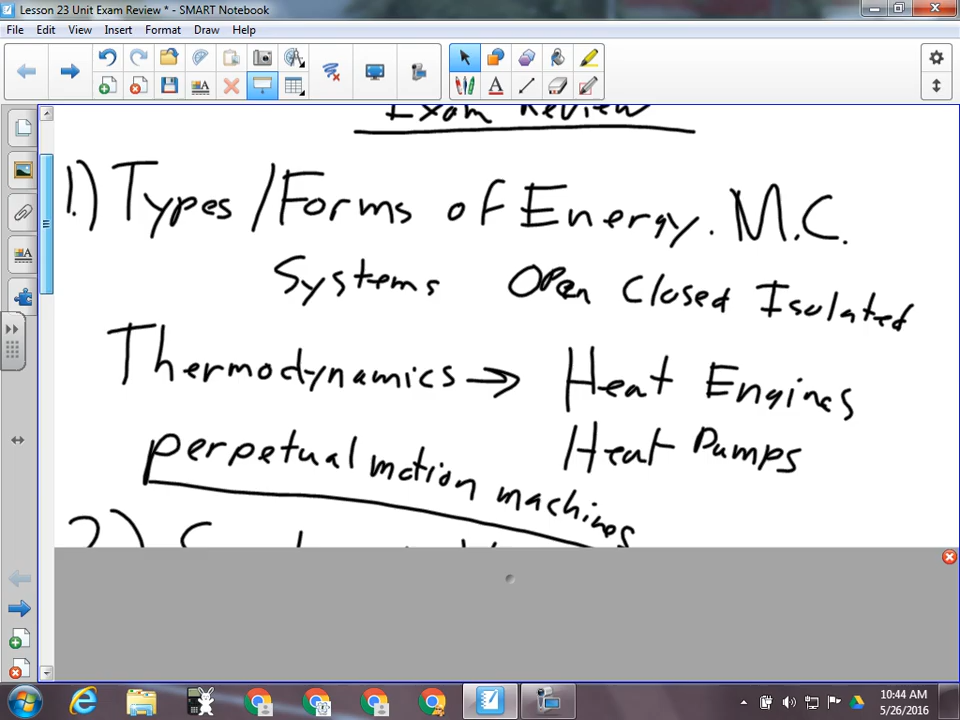 Lesson 23 Unit Exam Review * - SMART Notebook
File Edit View Insert Format Draw Help
Exam Review
1.) Types/Forms of Energy. M.C.
Systems Open Closed Isolated
Thermodynamics → Heat Engines
Heat Pumps
perpetual motion machines
2.)
10:44 AM
5/26/2016